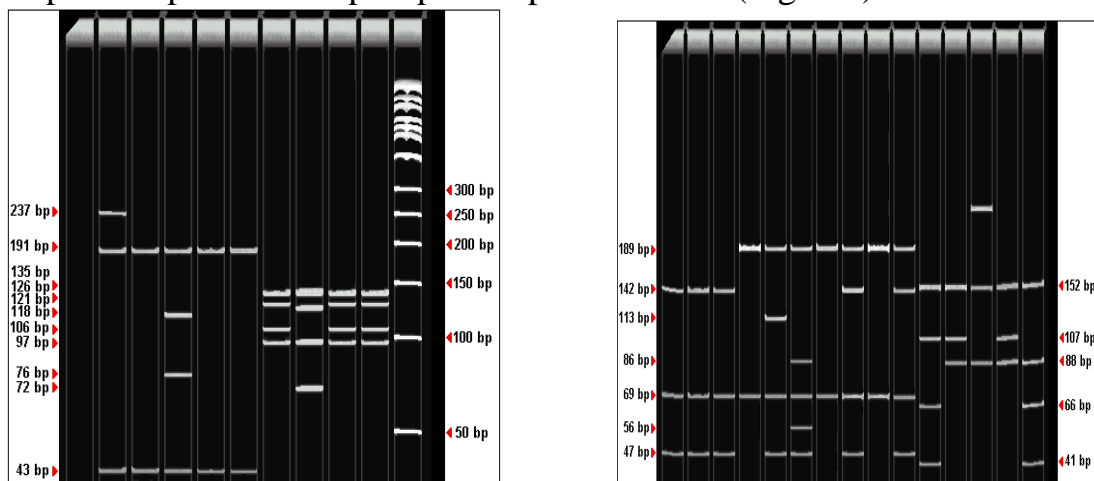 237 bp
191 bp
135 bp
126 bp
121 bp
118 bp
106 bp
97 bp
76 bp
72 bp
43 bp
300 bp
250 bp
200 bp
150 bp
100 bp
50 bp
189 bp
142 bp
113 bp
86 bp
69 bp
56 bp
47 bp
152 bp
107 bp
88 bp
66 bp
41 bp